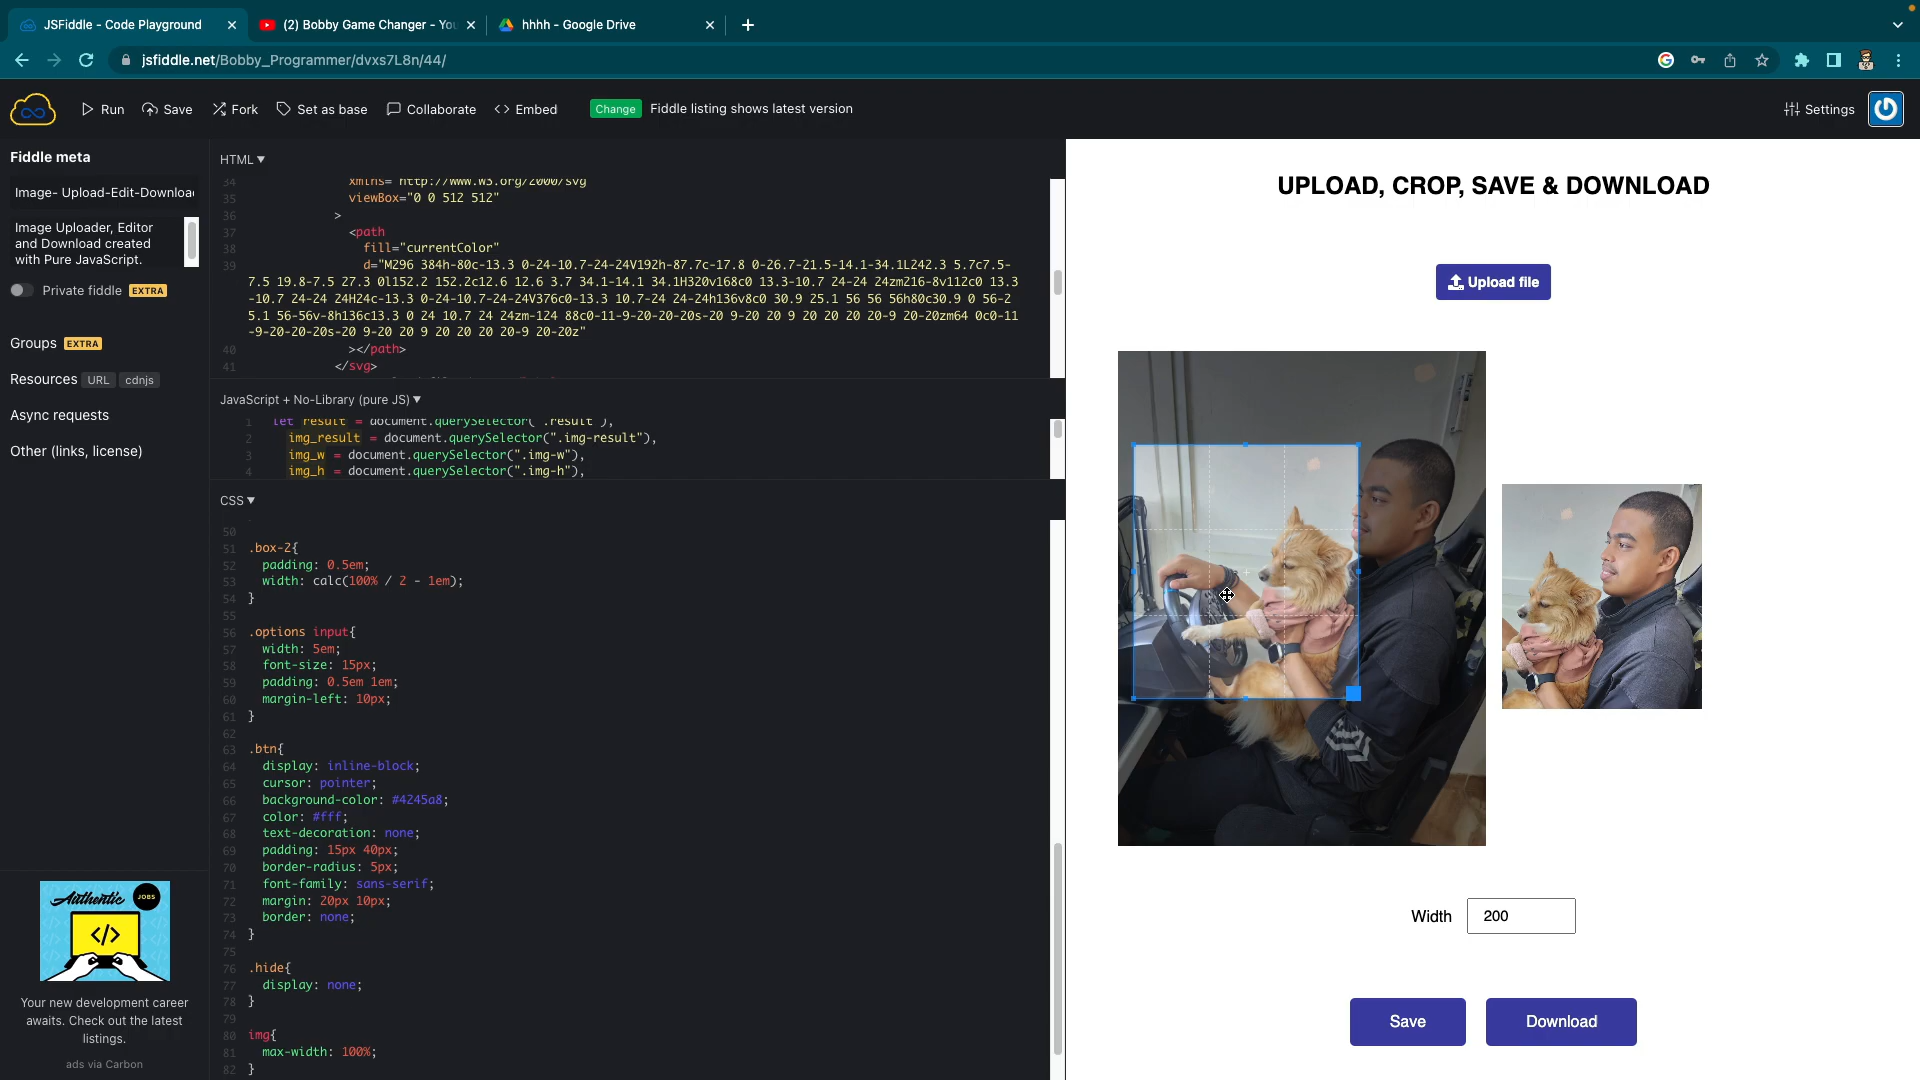 JSFiddle - Code Playground
(2) Bobby Game Changer - You
hhhh - Google Drive
jsfiddle.net/Bobby_Programmer/dvxs7L8n/44/
Run
Save
Fork
Set as base
Collaborate
Embed
Change
Fiddle listing shows latest version
Settings
Fiddle meta
Image- Upload-Edit-Download
Image Uploader, Editor
and Download created
with Pure JavaScript.
Private fiddle EXTRA
Groups EXTRA
Resources URL cdnjs
Async requests
Other (links, license)
Authentic JOBS
</>
Your new development career
awaits. Check out the latest
listings.
ads via Carbon
HTML
34 xmlns="http://www.w3.org/2000/svg
35 viewBox="0 0 512 512"
36 >
37 <path
38 fill="currentColor"
39 d="M296 384h-80c-13.3 0-24-10.7-24-24V192h-87.7c-17.8 0-26.7-21.5-14.1-34.1L242.3 5.7c7.5-
7.5 19.8-7.5 27.3 0l152.2 152.2c12.6 12.6 3.7 34.1-14.1 34.1H320v168c0 13.3-10.7 24-24 24zm216-8v112c0 13.3
-10.7 24-24 24H24c-13.3 0-24-10.7-24-24V376c0-13.3 10.7-24 24-24h136v8c0 30.9 25.1 56 56 56h80c30.9 0 56-2
5.1 56-56v-8h136c13.3 0 24 10.7 24 24zm-124 88c0-11-9-20-20-20s-20 9-20 20 9 20 20 20 20-9 20-20zm64 0c0-11
-9-20-20-20s-20 9-20 20 9 20 20 20 20-9 20-20z"
40 ></path>
41 </svg>
JavaScript + No-Library (pure JS)
1 let result = document.querySelector(".result"),
2 img_result = document.querySelector(".img-result"),
3 img_w = document.querySelector(".img-w"),
4 img_h = document.querySelector(".img-h"),
CSS
50
51 .box-2{
52 padding: 0.5em;
53 width: calc(100% / 2 - 1em);
54 }
55
56 .options input{
57 width: 5em;
58 font-size: 15px;
59 padding: 0.5em 1em;
60 margin-left: 10px;
61 }
62
63 .btn{
64 display: inline-block;
65 cursor: pointer;
66 background-color: #4245a8;
67 color: #fff;
68 text-decoration: none;
69 padding: 15px 40px;
70 border-radius: 5px;
71 font-family: sans-serif;
72 margin: 20px 10px;
73 border: none;
74 }
75
76 .hide{
77 display: none;
78 }
79
80 img{
81 max-width: 100%;
82 }
UPLOAD, CROP, SAVE & DOWNLOAD
Upload file
Width 200
Save
Download